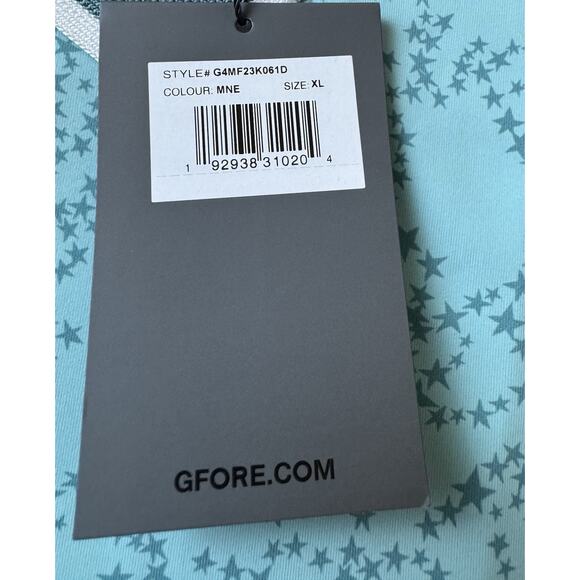 STYLE# G4MF23K061D
COLOUR: MNE SIZE: XL
1 92938 31020 4
GFORE.COM